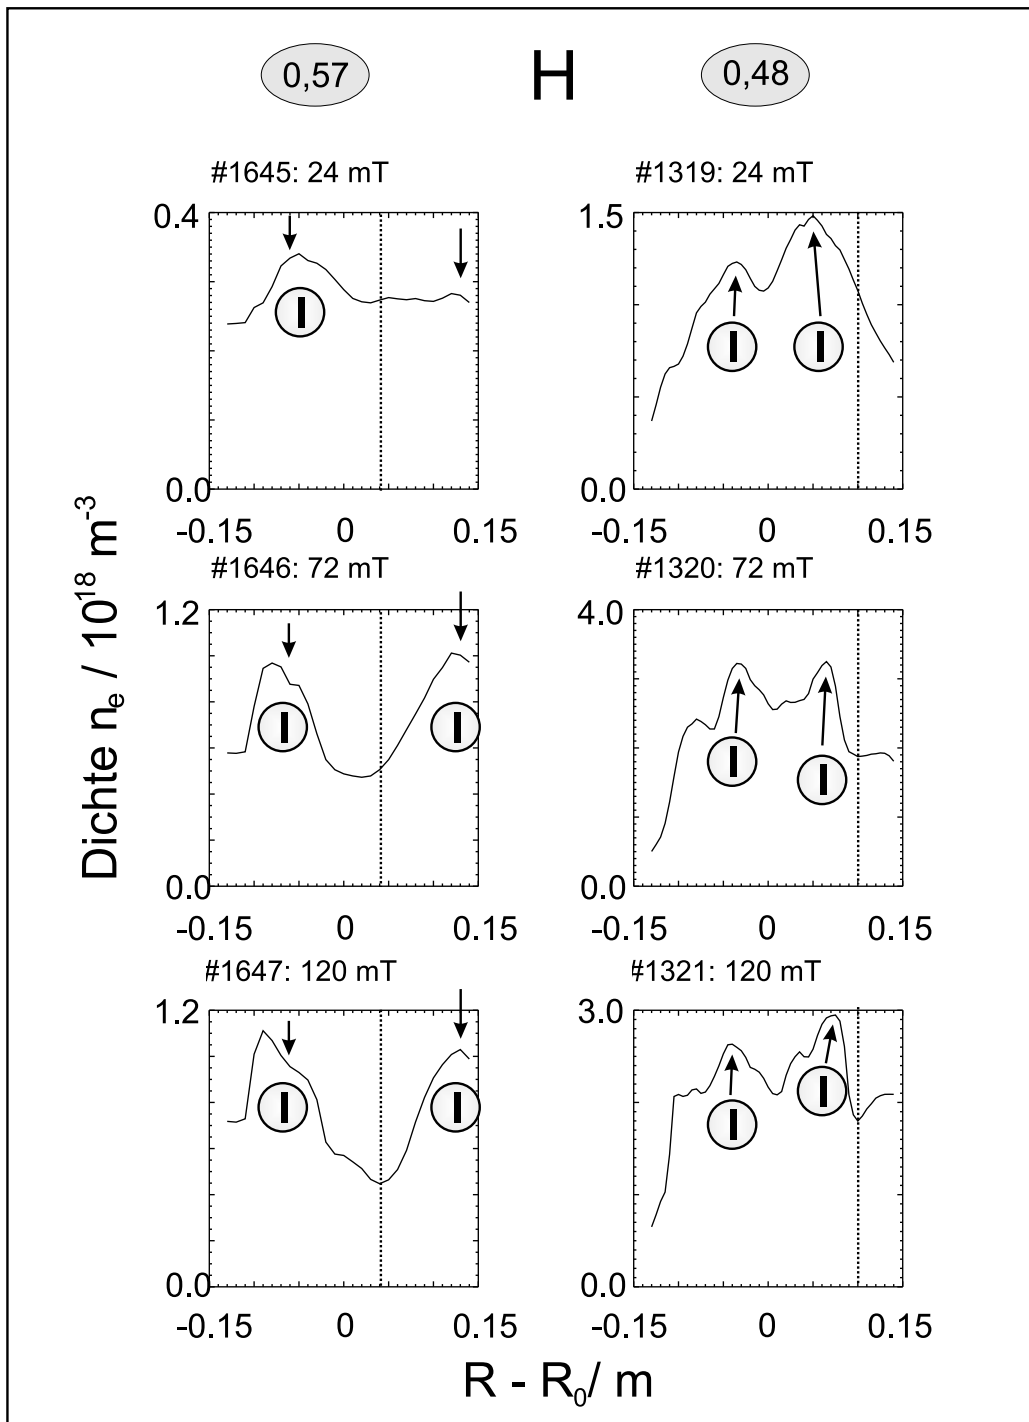 0,57 H 0,48
#1645: 24 mT #1319: 24 mT
0.4 1.5
0.0 0.0
-0.15 0 0.15 -0.15 0 0.15
#1646: 72 mT #1320: 72 mT
1.2 4.0
0.0 0.0
-0.15 0 0.15 -0.15 0 0.15
#1647: 120 mT #1321: 120 mT
1.2 3.0
0.0 0.0
-0.15 0 0.15 -0.15 0 0.15
I I I
I I I I
I I I I
Dichte nₑ / 10¹⁸ m⁻³
R - R₀/ m